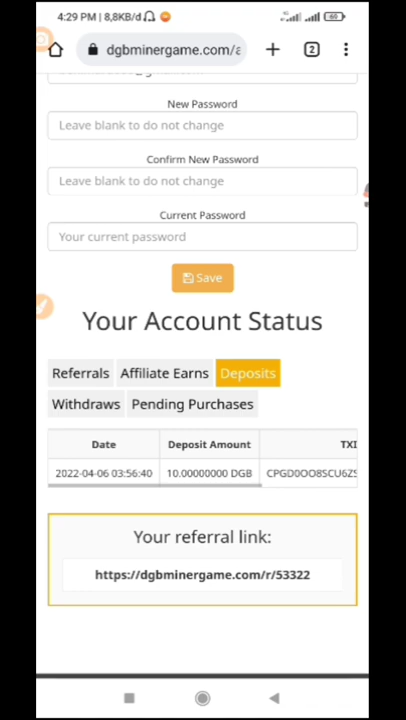 4:29 PM | 8,8KB/d
60
dgbminergame.com/a
2
New Password
Leave blank to do not change
Confirm New Password
Leave blank to do not change
Current Password
Your current password
Save
Your Account Status
Referrals
Affiliate Earns
Deposits
Withdraws
Pending Purchases
Date
Deposit Amount
TXI
2022-04-06 03:56:40
10.00000000 DGB
CPGD0OO8SCU6ZS
Your referral link:
https://dgbminergame.com/r/53322